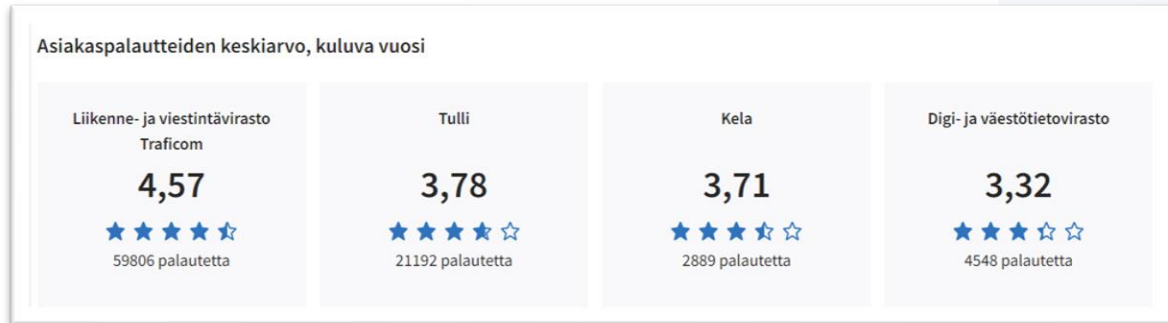 Asiakaspalautteiden keskiarvo, kuluva vuosi
Liikenne- ja viestintävirasto
Traficom
4,57
59806 palautetta
Tulli
3,78
21192 palautetta
Kela
3,71
2889 palautetta
Digi- ja väestötietovirasto
3,32
4548 palautetta